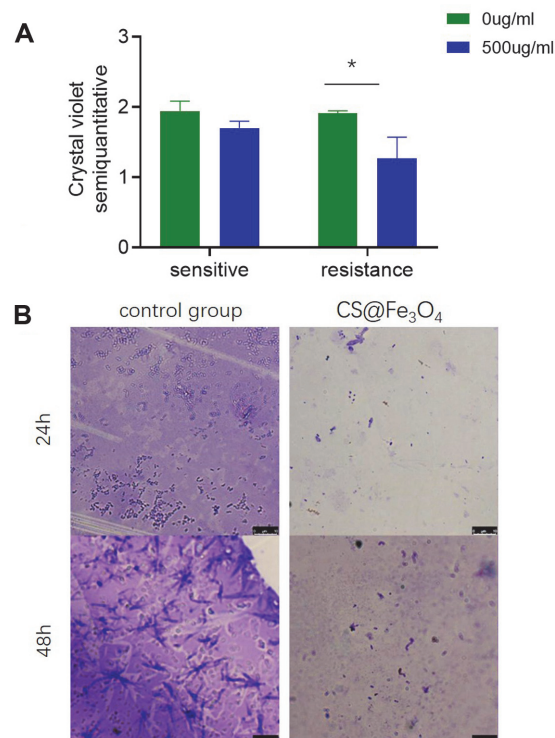 A
0ug/ml
500ug/ml
Crystal violet
semiquantitative
3
2
1
0
*
sensitive
resistance
B
control group
CS@Fe₃O₄
24h
48h